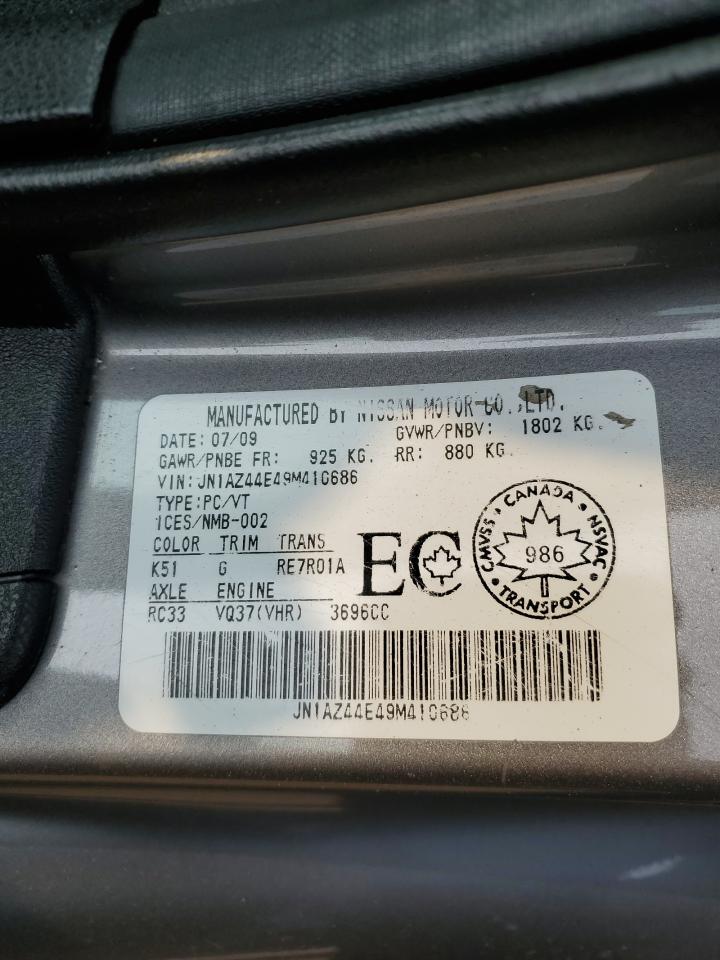 MANUFACTURED BY NISSAN MOTOR CO.,LTD.
DATE: 07/09 GVWR/PNBV: 1802 KG.
GAWR/PNBE FR: 925 KG. RR: 880 KG.
VIN:JN1AZ44E49M410686
TYPE:PC/VT
ICES/NMB-002
COLOR TRIM TRANS
K51 G RE7R01A
AXLE ENGINE
RC33 VQ37(VHR) 3696CC
EC
CANADA
CMVSS NSVAC
986
TRANSPORT
JN1AZ44E49M410686